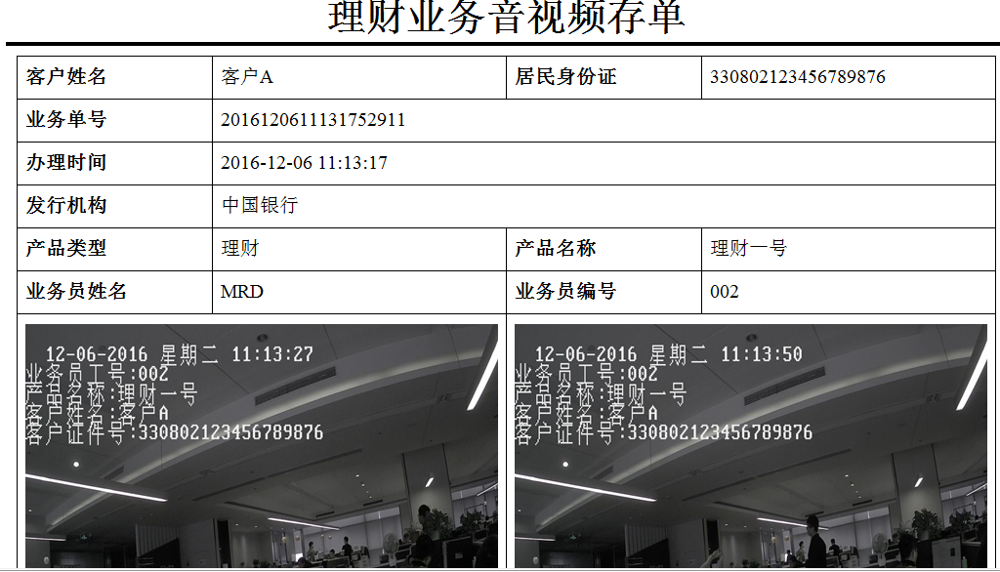 理财业务音视频存单
客户姓名 客户A 居民身份证 330802123456789876
业务单号 2016120611131752911
办理时间 2016-12-06 11:13:17
发行机构 中国银行
产品类型 理财 产品名称 理财一号
业务员姓名 MRD 业务员编号 002
12-06-2016 星期二 11:13:27
业务员工号:002
产品名称:理财一号
客户姓名:客户A
客户证件号:330802123456789876
12-06-2016 星期二 11:13:50
业务员工号:002
产品名称:理财一号
客户姓名:客户A
客户证件号:330802123456789876